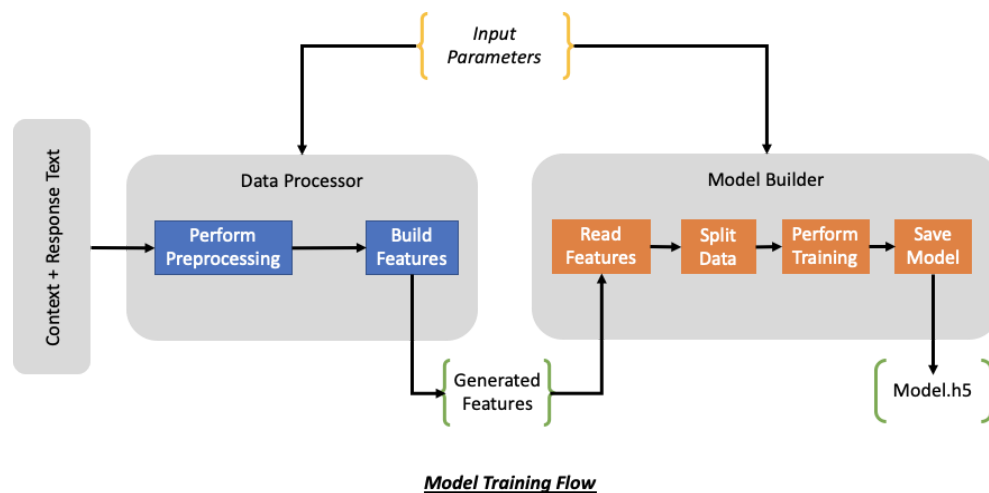 Input
Parameters
Context + Response Text
Data Processor
Perform
Preprocessing
Build
Features
Model Builder
Read
Features
Split
Data
Perform
Training
Save
Model
Generated
Features
Model.h5
Model Training Flow